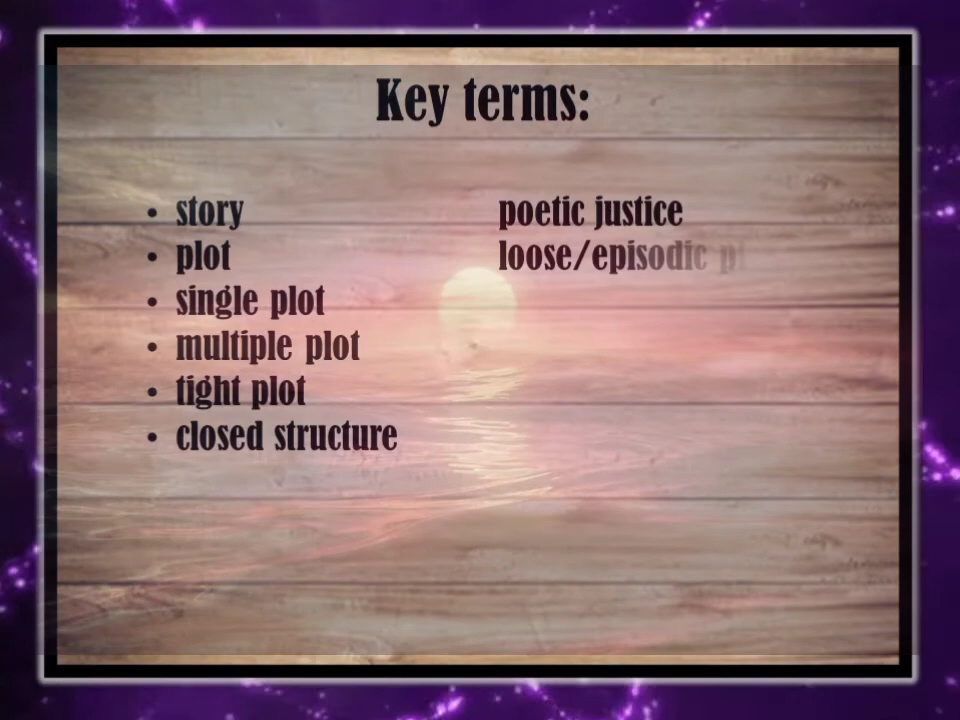 Key terms:
• story
• plot
• single plot
• multiple plot
• tight plot
• closed structure
poetic justice
loose/episodic